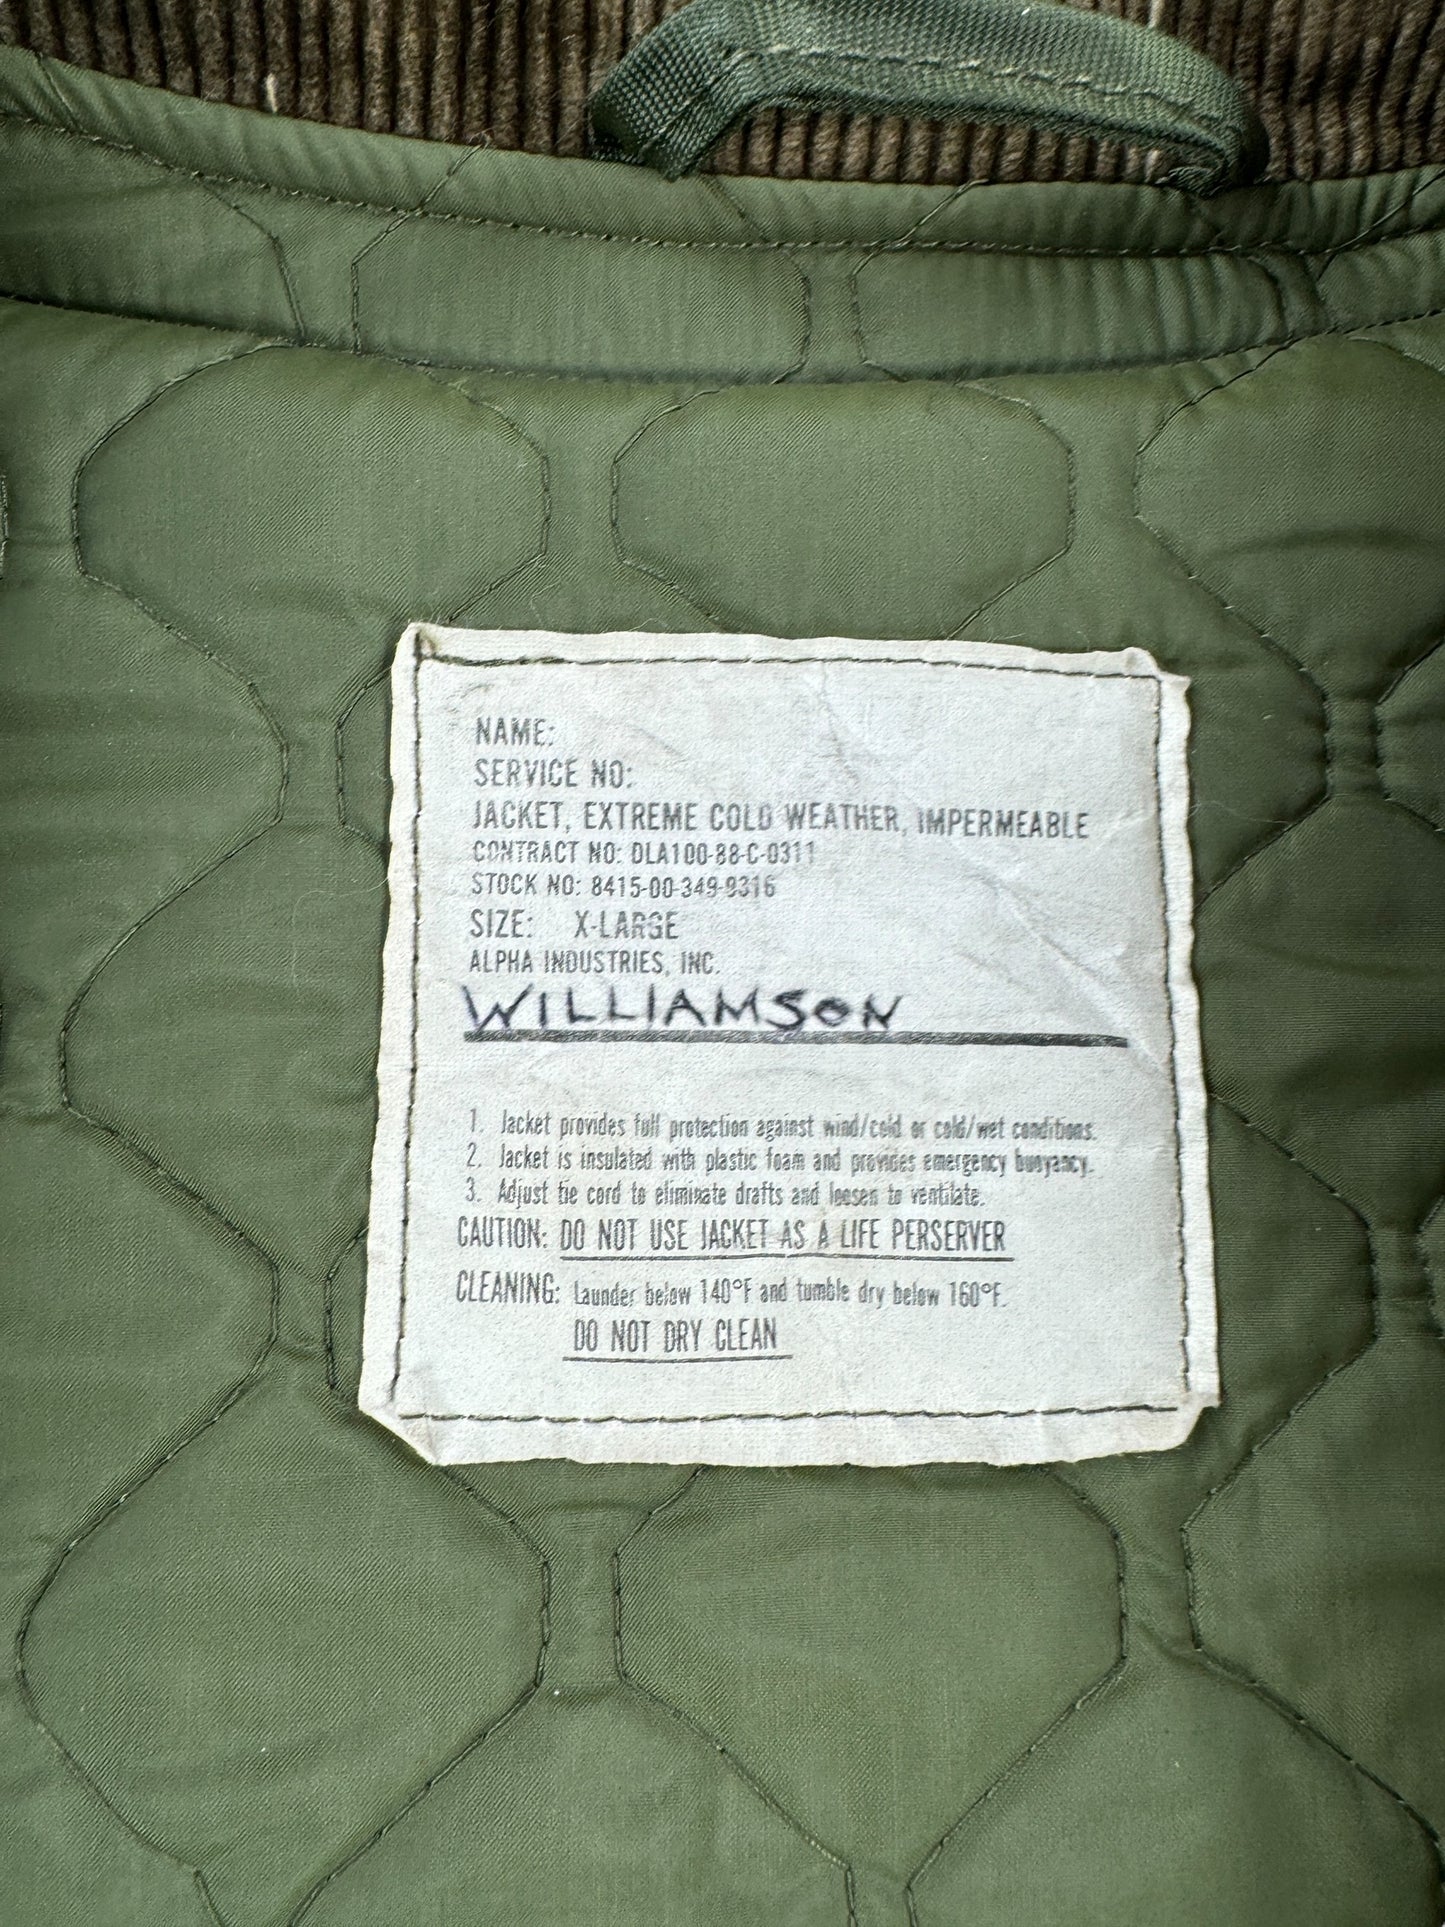 NAME:
SERVICE NO:
JACKET, EXTREME COLD WEATHER, IMPERMEABLE
CONTRACT NO: DLA100-88-C-0311
STOCK NO: 8415-00-349-9316
SIZE: X-LARGE
ALPHA INDUSTRIES, INC.
WILLIAMSON
1. Jacket provides full protection against wind/cold or cold/wet conditions.
2. Jacket is insulated with plastic foam and provides emergency buoyancy.
3. Adjust tie cord to eliminate drafts and loosen to ventilate.
CAUTION: DO NOT USE JACKET AS A LIFE PERSERVER
CLEANING: Launder below 140°F and tumble dry below 160°F.
DO NOT DRY CLEAN